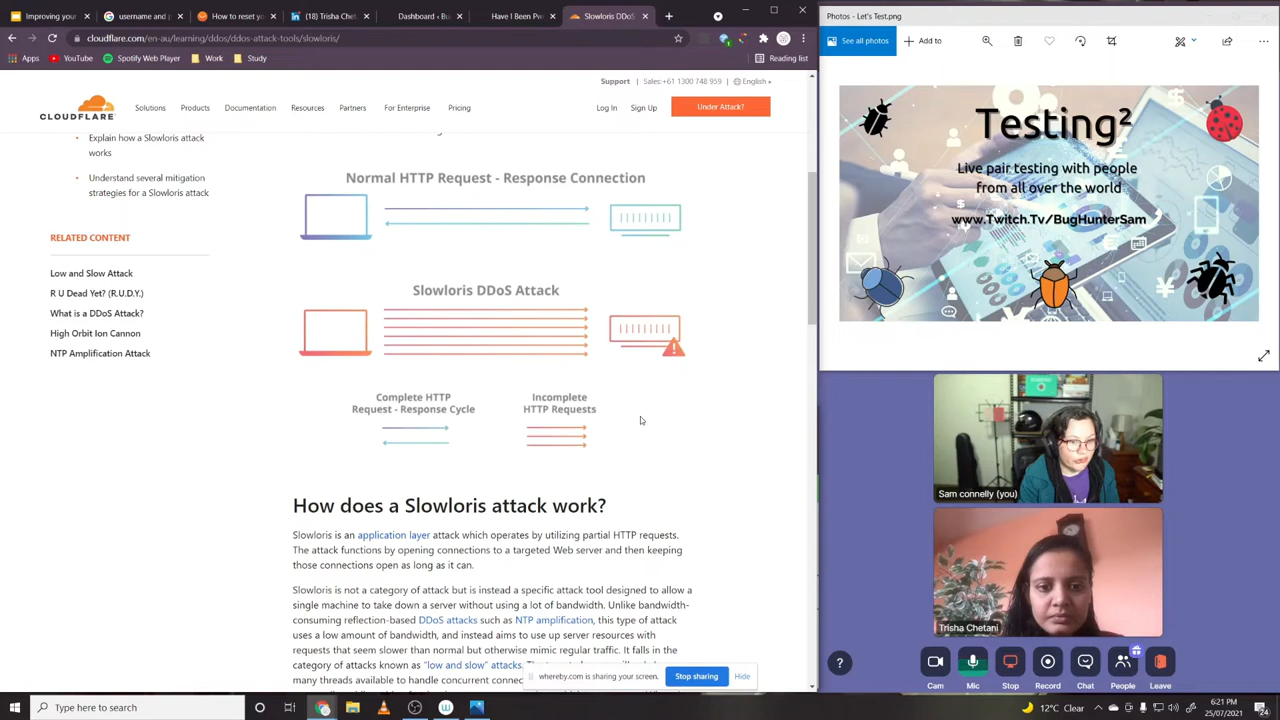 Improving your
username and p
How to reset yo
(18) Trisha Chet
Dashboard ‹ Bu
Have I Been Pw
Slowloris DDoS
cloudflare.com/en-au/learning/ddos/ddos-attack-tools/slowloris/
Apps
YouTube
Spotify Web Player
Work
Study
Reading list
Support
Sales: +61 1300 748 959
English
CLOUDFLARE
Solutions
Products
Documentation
Resources
Partners
For Enterprise
Pricing
Log In
Sign Up
Under Attack?
Explain how a Slowloris attack
works
Understand several mitigation
strategies for a Slowloris attack
RELATED CONTENT
Low and Slow Attack
R U Dead Yet? (R.U.D.Y.)
What is a DDoS Attack?
High Orbit Ion Cannon
NTP Amplification Attack
Normal HTTP Request - Response Connection
Slowloris DDoS Attack
Complete HTTP
Request - Response Cycle
Incomplete
HTTP Requests
How does a Slowloris attack work?
Slowloris is an application layer attack which operates by utilizing partial HTTP requests.
The attack functions by opening connections to a targeted Web server and then keeping
those connections open as long as it can.
Slowloris is not a category of attack but is instead a specific attack tool designed to allow a
single machine to take down a server without using a lot of bandwidth. Unlike bandwidth-
consuming reflection-based DDoS attacks such as NTP amplification, this type of attack
uses a low amount of bandwidth, and instead aims to use up server resources with
requests that seem slower than normal but otherwise mimic regular traffic. It falls in the
category of attacks known as "low and slow" attacks.
many threads available to handle concurrent connec
whereby.com is sharing your screen.
Stop sharing
Hide
Photos - Let's Test.png
See all photos
Add to
Testing²
Live pair testing with people
from all over the world
www.Twitch.Tv/BugHunterSam
Sam connelly (you)
Trisha Chetani
?
Cam
Mic
Stop
Record
Chat
People
Leave
Type here to search
12°C Clear
6:21 PM
25/07/2021
24